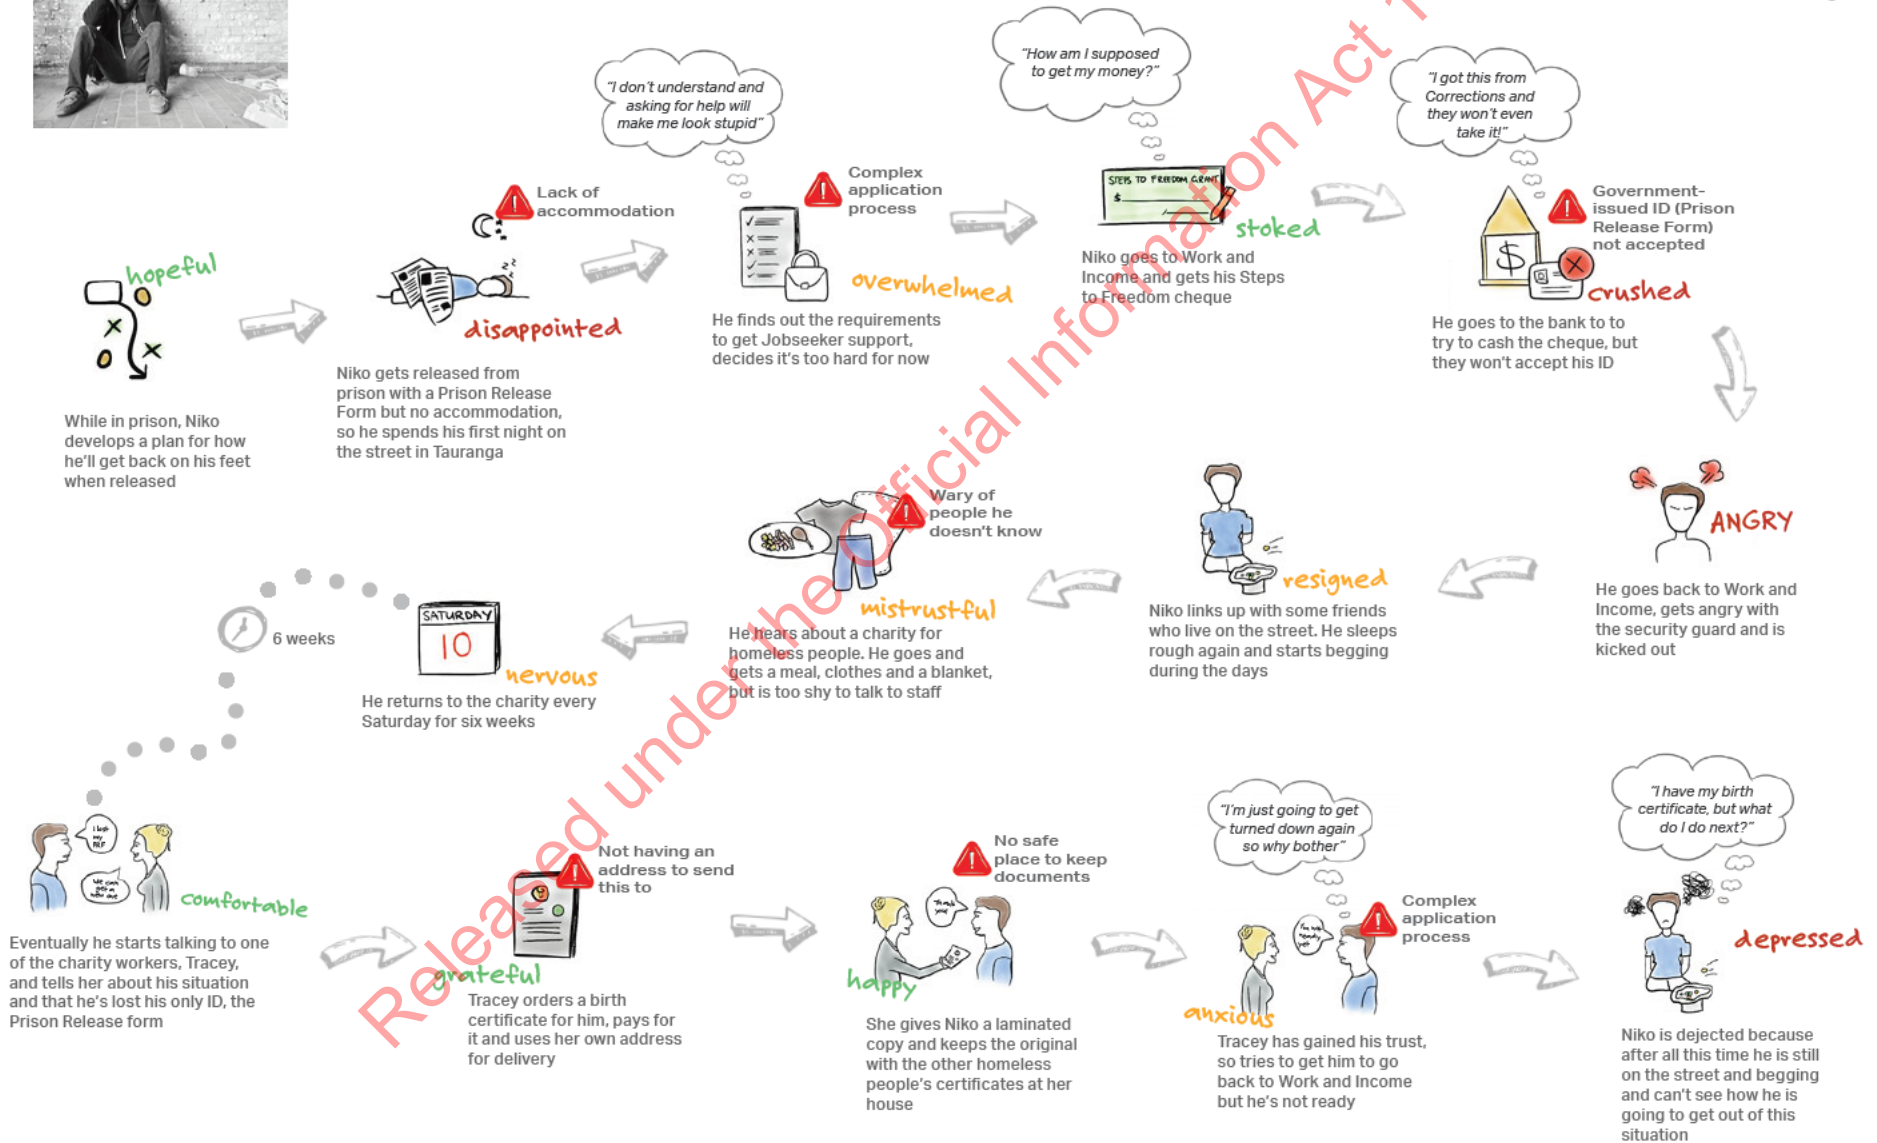 "I don't understand and
asking for help will
make me look stupid"
"How am I supposed
to get my money?"
"I got this from
Corrections and
they won't even
take it!"
hopeful
While in prison, Niko
develops a plan for how
he'll get back on his feet
when released
Lack of
accommodation
disappointed
Niko gets released from
prison with a Prison Release
Form but no accommodation,
so he spends his first night on
the street in Tauranga
Complex
application
process
overwhelmed
He finds out the requirements
to get Jobseeker support,
decides it's too hard for now
STEPS TO FREEDOM GRANT
$
stoked
Niko goes to Work and
Income and gets his Steps
to Freedom cheque
Government-
issued ID (Prison
Release Form)
not accepted
$
crushed
He goes to the bank to to
try to cash the cheque, but
they won't accept his ID
ANGRY
He goes back to Work and
Income, gets angry with
the security guard and is
kicked out
resigned
Niko links up with some friends
who live on the street. He sleeps
rough again and starts begging
during the days
Wary of
people he
doesn't know
mistrustful
He hears about a charity for
homeless people. He goes and
gets a meal, clothes and a blanket,
but is too shy to talk to staff
SATURDAY
10
nervous
He returns to the charity every
Saturday for six weeks
6 weeks
I lost
my
PRF
We can
get a
new one
comfortable
Eventually he starts talking to one
of the charity workers, Tracey,
and tells her about his situation
and that he's lost his only ID, the
Prison Release form
Not having an
address to send
this to
grateful
Tracey orders a birth
certificate for him, pays for
it and uses her own address
for delivery
No safe
place to keep
documents
Thank
you!
happy
She gives Niko a laminated
copy and keeps the original
with the other homeless
people's certificates at her
house
"I'm just going to get
turned down again
so why bother"
Complex
application
process
I'm not
ready
yet
anxious
Tracey has gained his trust,
so tries to get him to go
back to Work and Income
but he's not ready
"I have my birth
certificate, but what
do I do next?"
depressed
Niko is dejected because
after all this time he is still
on the street and begging
and can't see how he is
going to get out of this
situation
Released under the Official Information Act 1